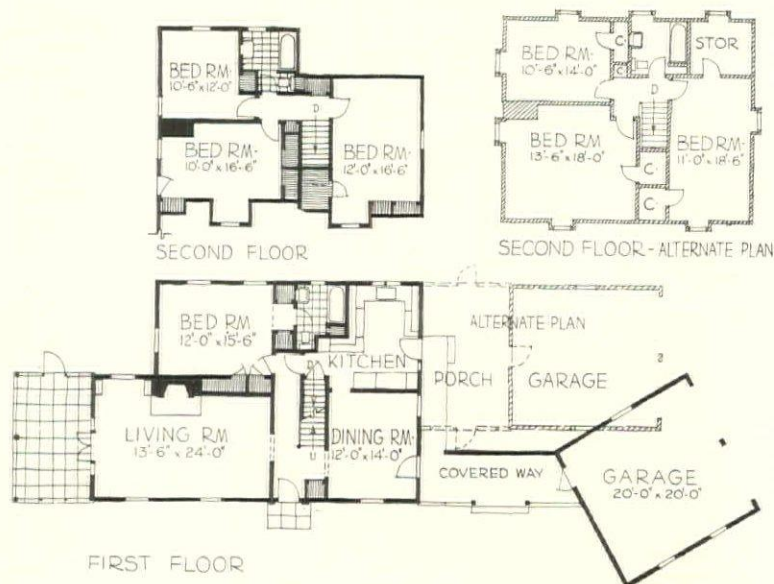 BED RM.
10'-6" x 12'-0"
D
BED RM.
10'-0" x 16'-6"
BED RM.
12'-0" x 16'-6"
SECOND FLOOR
BED RM
10'-6" x 14'-0"
C
C
STOR
D
BED RM
13'-6" x 18'-0"
BED RM
11'-0" x 18'-6"
C
C
SECOND FLOOR - ALTERNATE PLAN
BED RM
12'-0" x 15'-6"
D
KITCHEN
ALTERNATE PLAN
PORCH
GARAGE
LIVING RM
13'-6" x 24'-0"
U
DINING RM.
12'-0" x 14'-0"
COVERED WAY
GARAGE
20'-0" x 20'-0"
FIRST FLOOR